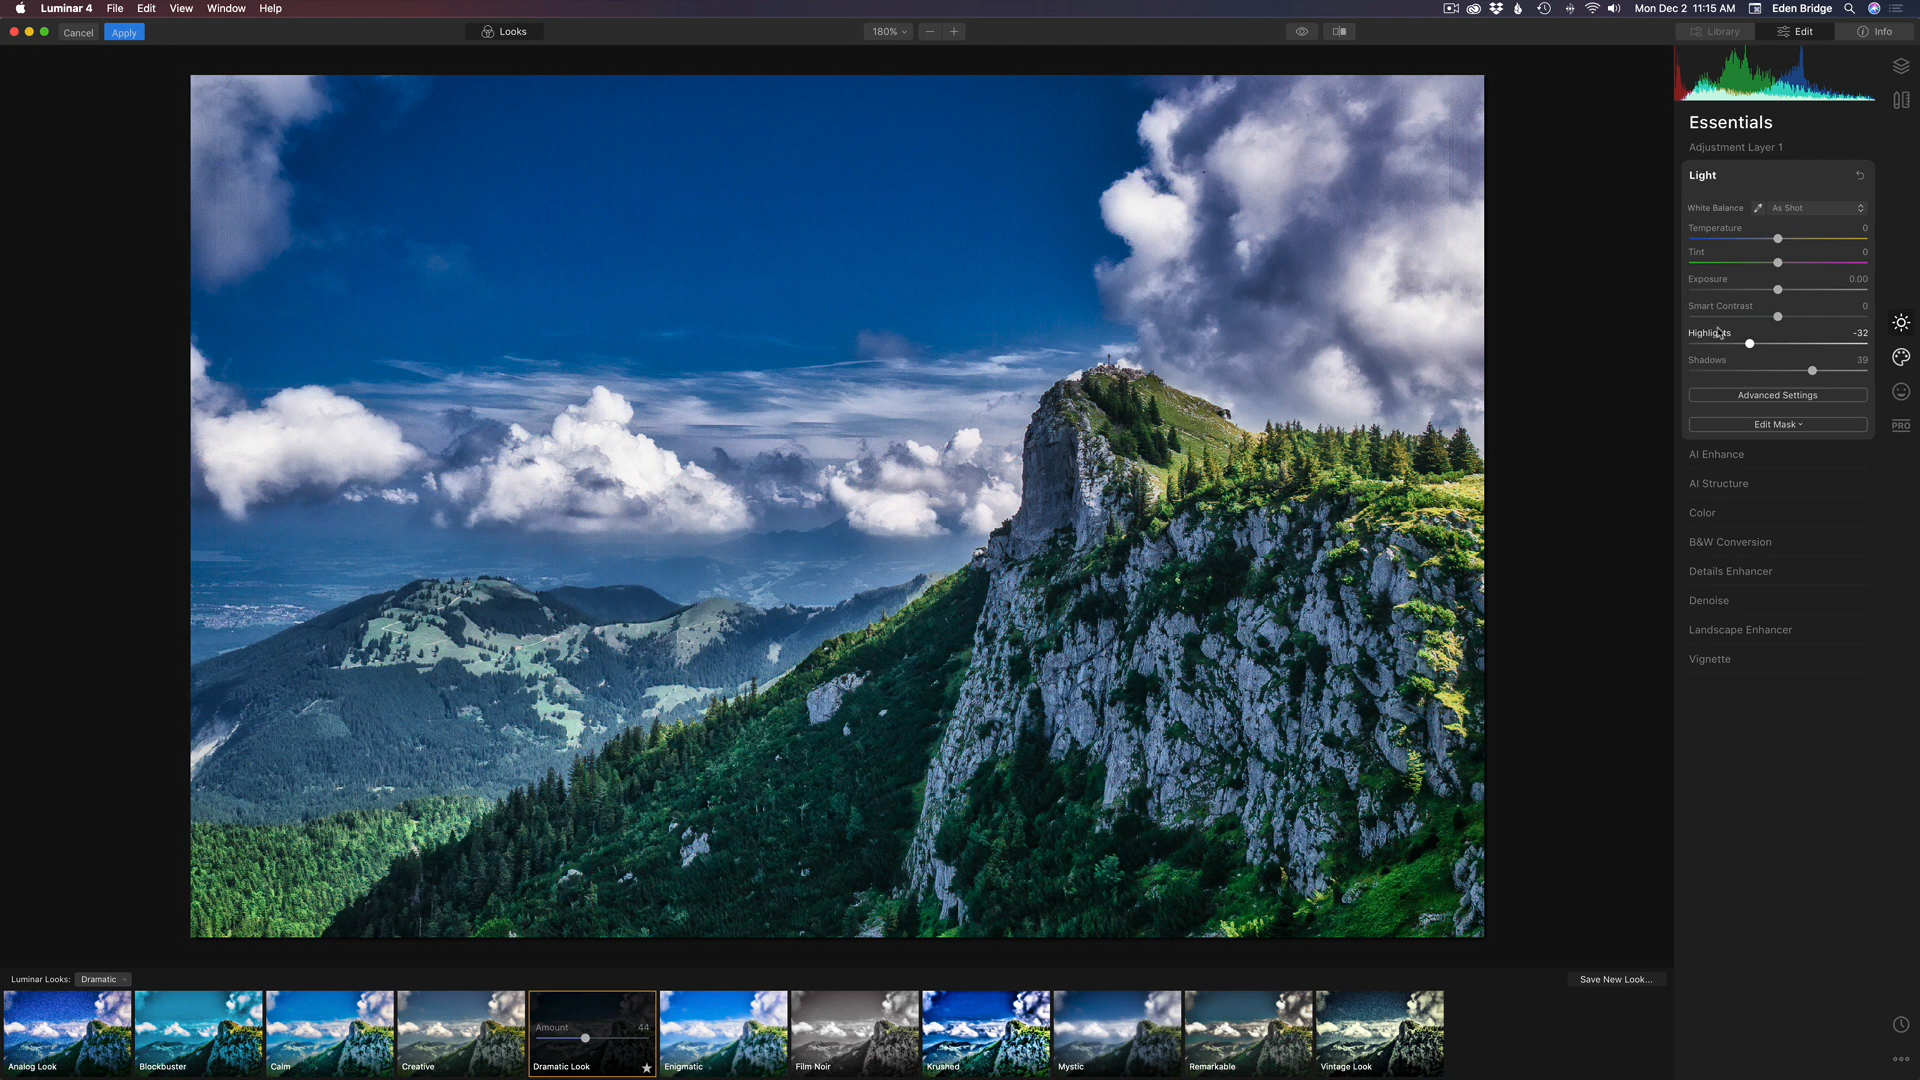 Luminar 4 File Edit View Window Help Mon Dec 2 11:15 AM Eden Bridge
Cancel Apply Looks 180% Library Edit Info
Essentials
Adjustment Layer 1
Light
White Balance As Shot
Temperature 0
Tint 0
Exposure 0.00
Smart Contrast 0
Highlights -32
Shadows 39
Advanced Settings
Edit Mask
PRO
AI Enhance
AI Structure
Color
B&W Conversion
Details Enhancer
Denoise
Landscape Enhancer
Vignette
Luminar Looks: Dramatic Save New Look...
Amount 44
Analog Look Blockbuster Calm Creative Dramatic Look Enigmatic Film Noir Krushed Mystic Remarkable Vintage Look